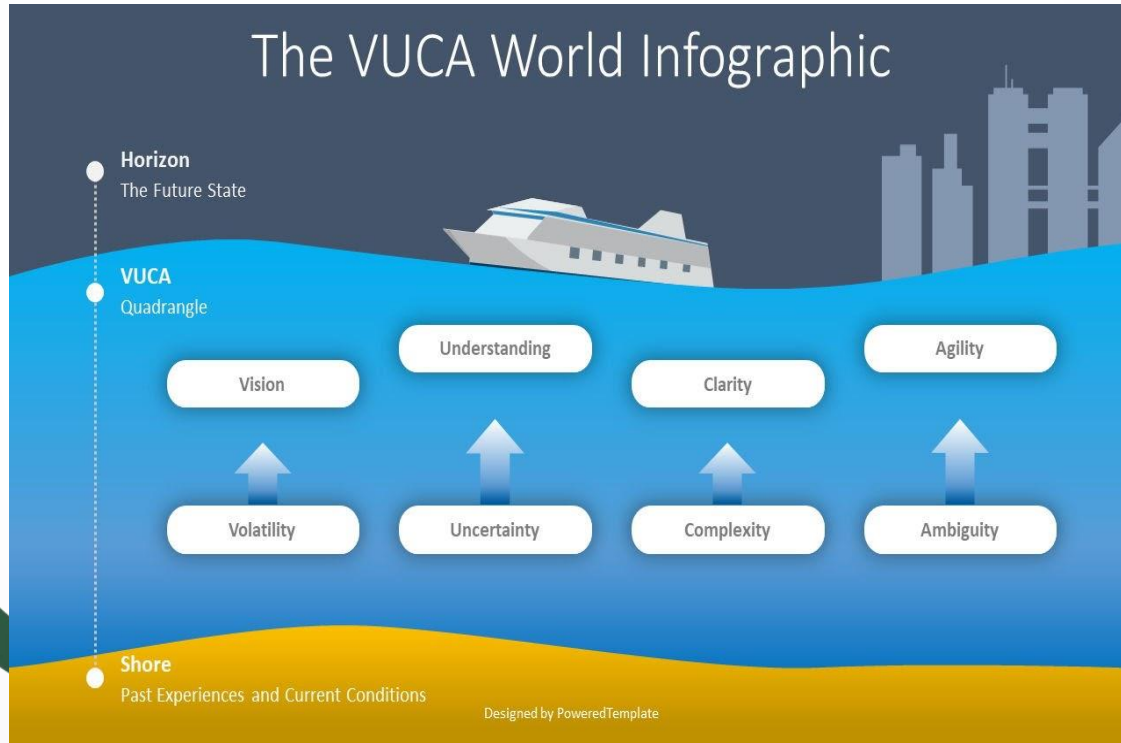 The VUCA World Infographic
Horizon
The Future State
VUCA
Quadrangle
Vision
Understanding
Clarity
Agility
Volatility
Uncertainty
Complexity
Ambiguity
Shore
Past Experiences and Current Conditions
Designed by PoweredTemplate